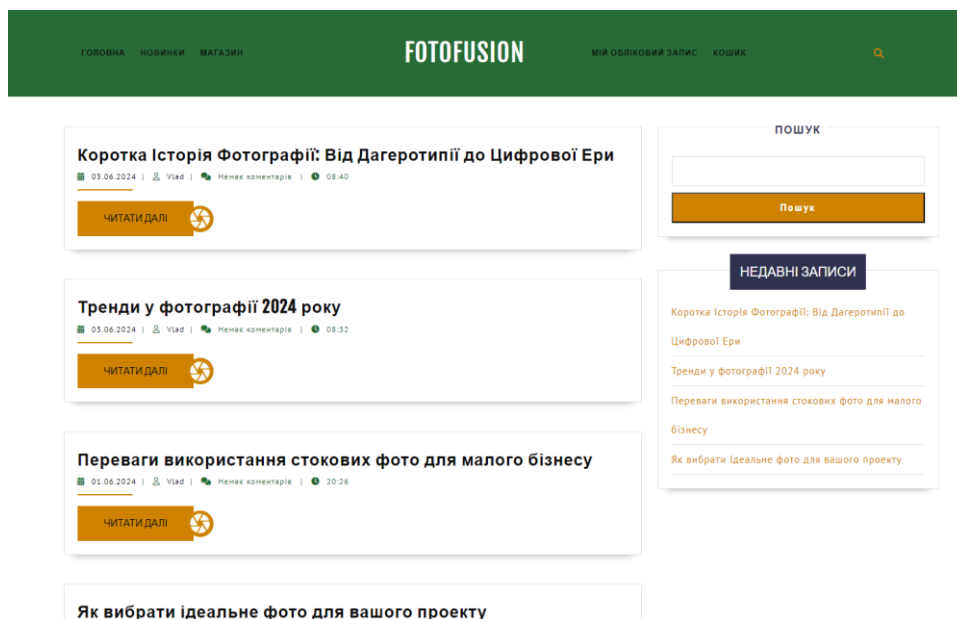 ГОЛОВНА НОВИНКИ МАГАЗИН FOTOFUSION МІЙ ОБЛІКОВИЙ ЗАПИС КОШИК
Коротка Історія Фотографії: Від Дагеротипії до Цифрової Ери
03.06.2024 | Vlad | Немає коментарів | 08:40
ЧИТАТИ ДАЛІ
Тренди у фотографії 2024 року
03.06.2024 | Vlad | Немає коментарів | 08:32
ЧИТАТИ ДАЛІ
Переваги використання стокових фото для малого бізнесу
01.06.2024 | Vlad | Немає коментарів | 20:26
ЧИТАТИ ДАЛІ
Як вибрати ідеальне фото для вашого проекту
ПОШУК
Пошук
НЕДАВНІ ЗАПИСИ
Коротка Історія Фотографії: Від Дагеротипії до
Цифрової Ери
Тренди у фотографії 2024 року
Переваги використання стокових фото для малого
бізнесу
Як вибрати ідеальне фото для вашого проекту